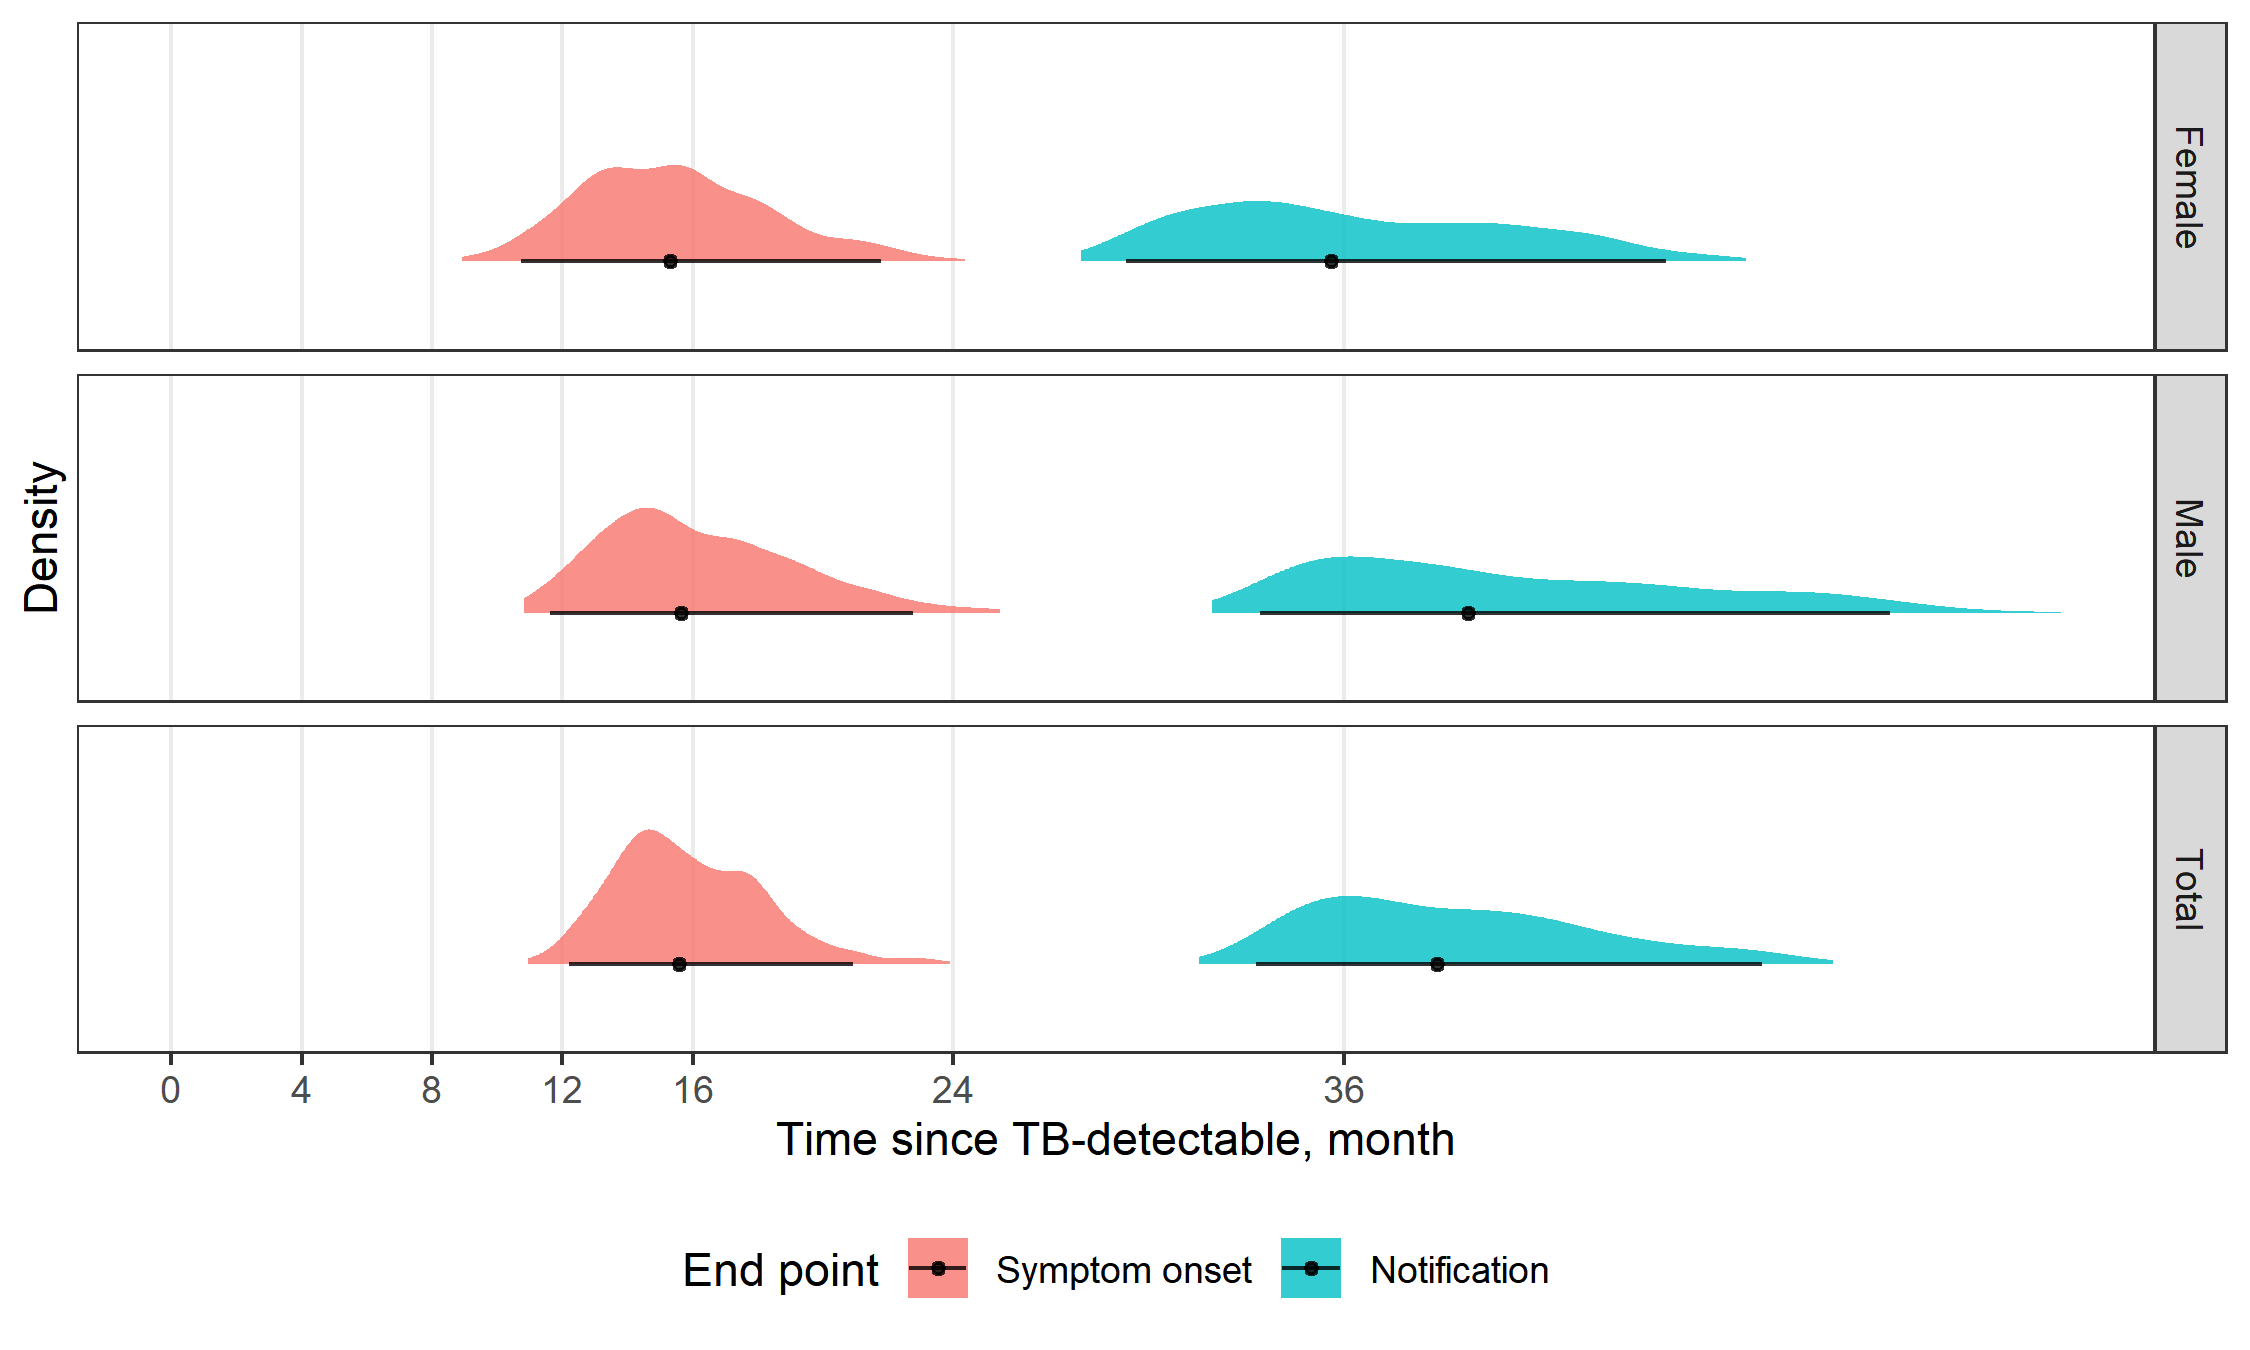 Female
Male
Total
Density
0 4 8 12 16 24 36
Time since TB-detectable, month
End point Symptom onset Notification